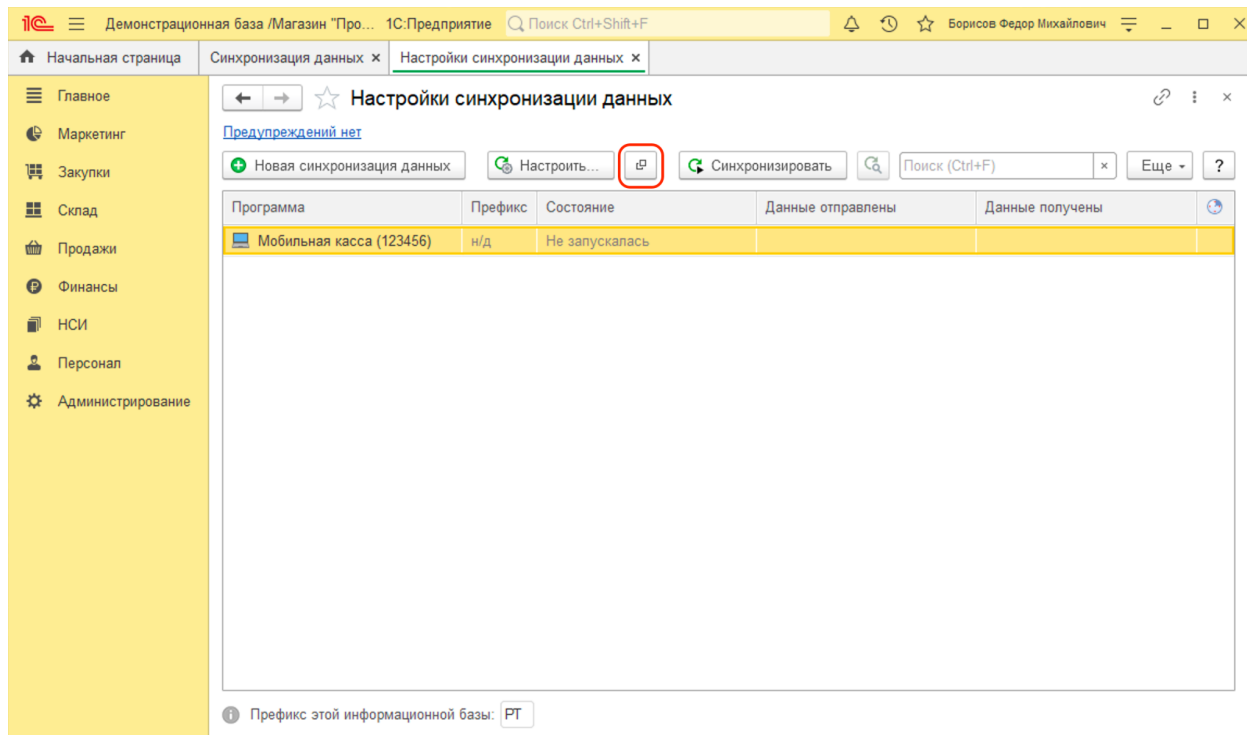 1С Демонстрационная база /Магазин "Про... 1С:Предприятие Поиск Ctrl+Shift+F Борисов Федор Михайлович
Начальная страница Синхронизация данных × Настройки синхронизации данных ×
Главное
Маркетинг
Закупки
Склад
Продажи
Финансы
НСИ
Персонал
Администрирование
Настройки синхронизации данных
Предупреждений нет
Новая синхронизация данных Настроить... Синхронизировать Поиск (Ctrl+F) × Еще ?
Программа Префикс Состояние Данные отправлены Данные получены
Мобильная касса (123456) н/д Не запускалась
Префикс этой информационной базы: РТ